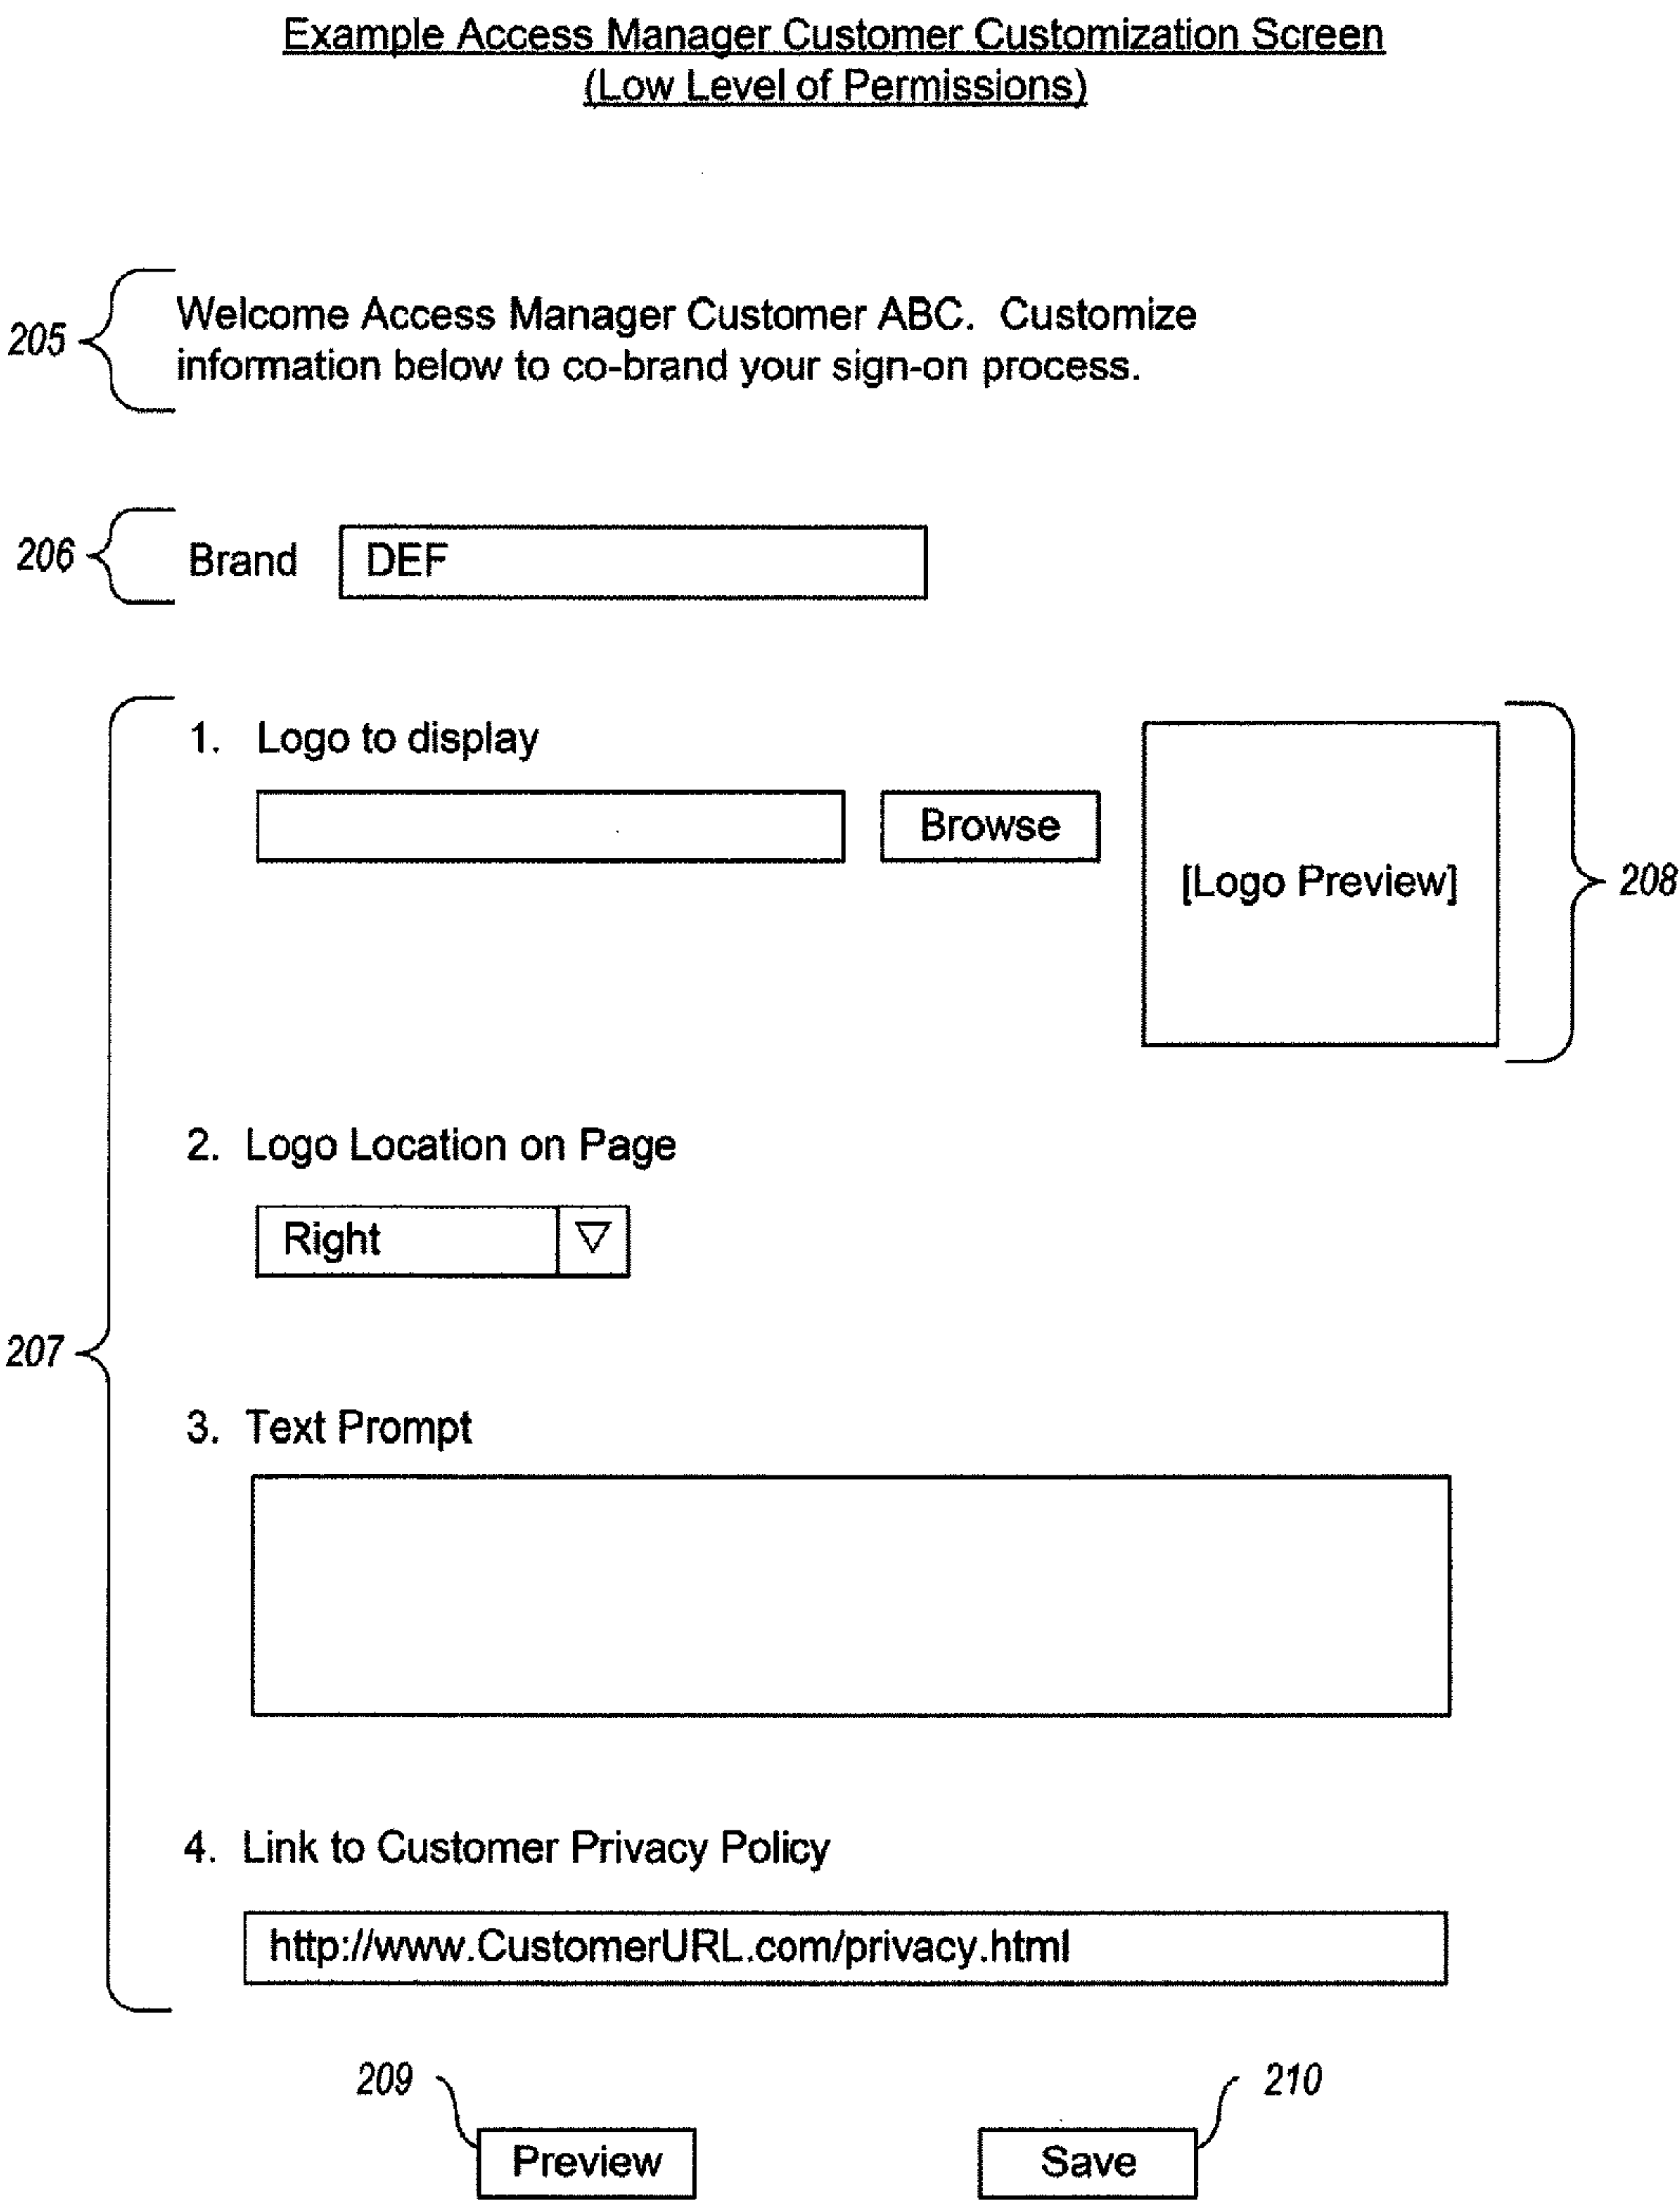 Example Access Manager Customer Customization Screen
(Low Level of Permissions)
205
Welcome Access Manager Customer ABC. Customize
information below to co-brand your sign-on process.
206
Brand
DEF
1. Logo to display
Browse
[Logo Preview]
208
2. Logo Location on Page
Right
207
3. Text Prompt
4. Link to Customer Privacy Policy
http://www.CustomerURL.com/privacy.html
209
210
Preview
Save